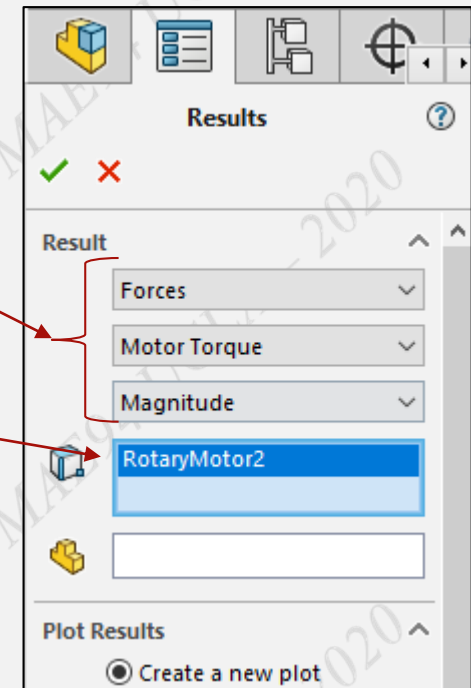 Results
Result
Forces
Motor Torque
Magnitude
RotaryMotor2
Plot Results
Create a new plot